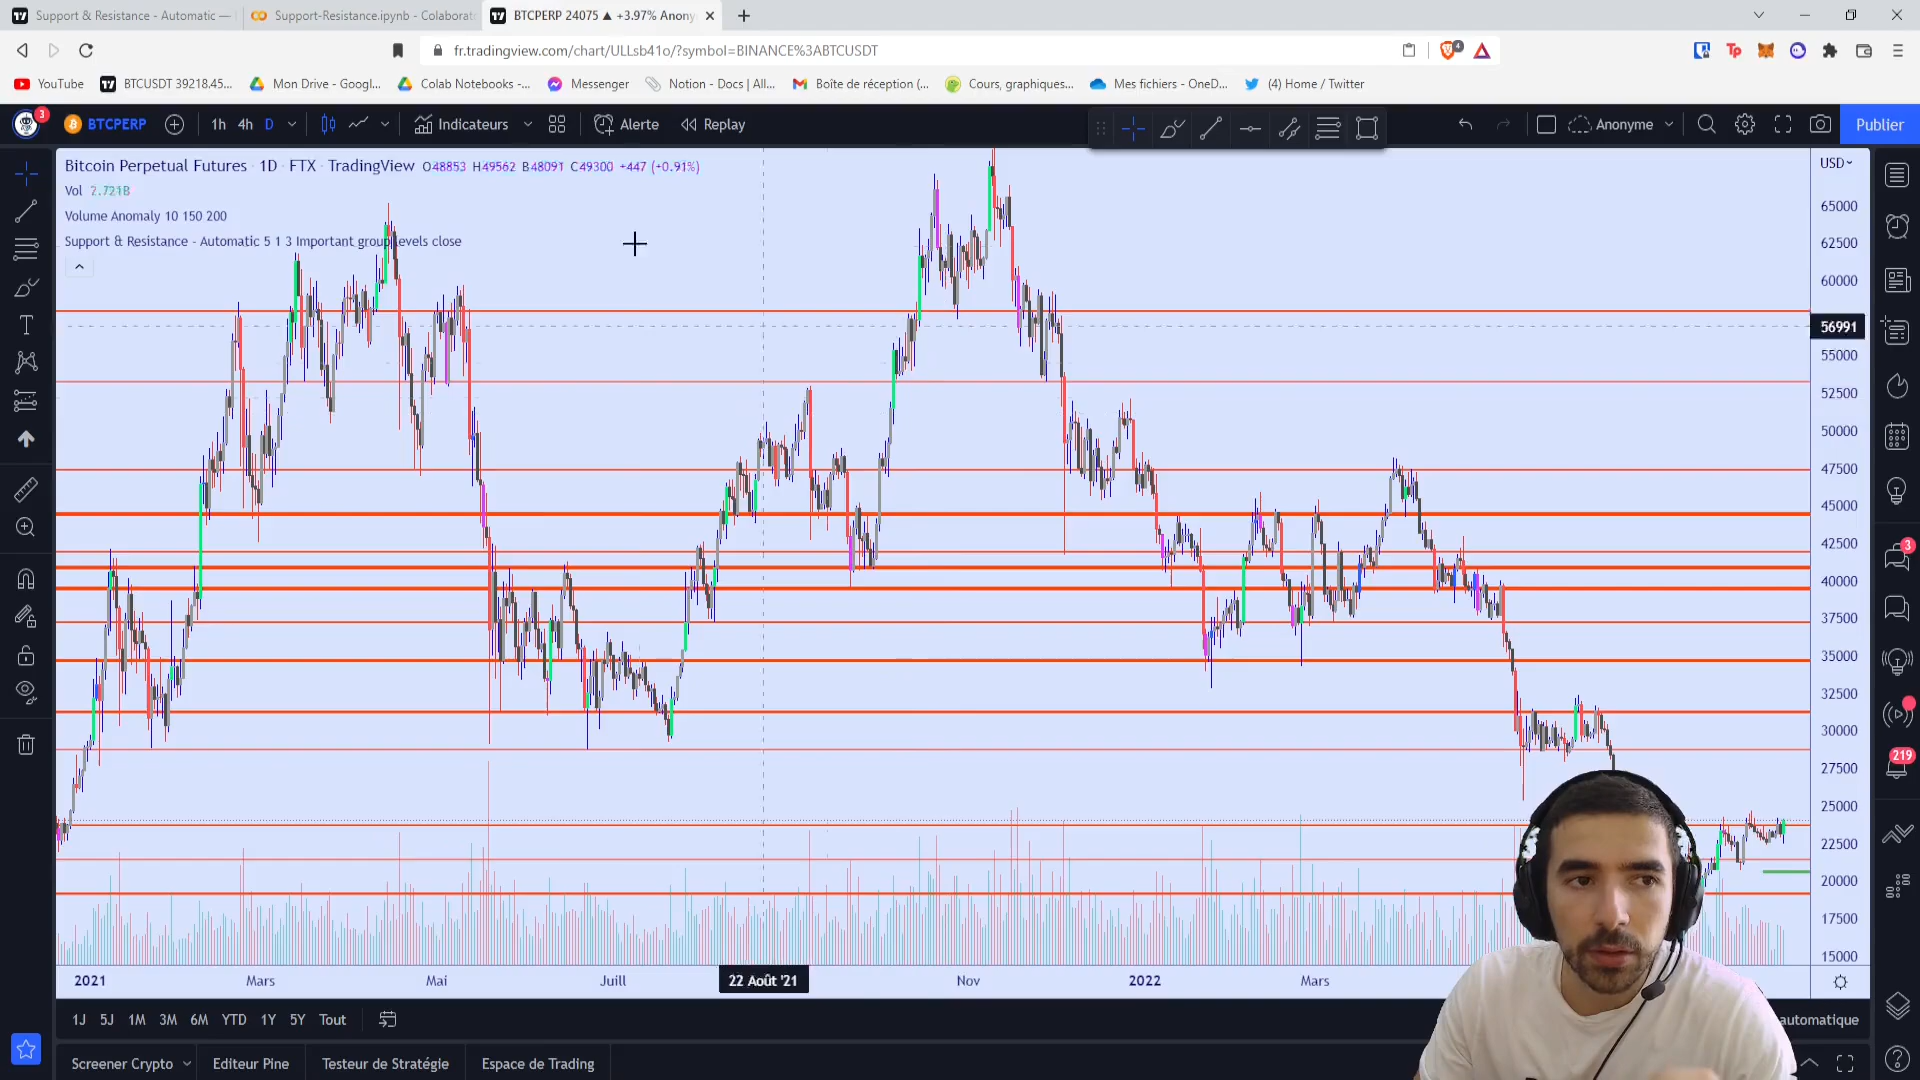 Support & Resistance - Automatic —
Support-Resistance.ipynb - Colaborat
BTCPERP 24075 ▲ +3.97% Anony
fr.tradingview.com/chart/ULLsb41o/?symbol=BINANCE%3ABTCUSDT
4
YouTube
BTCUSDT 39218.45...
Mon Drive - Googl...
Colab Notebooks -...
Messenger
Notion - Docs | All...
Boîte de réception (...
Cours, graphiques...
Mes fichiers - OneD...
(4) Home / Twitter
3
BTCPERP
1h
4h
D
Indicateurs
Alerte
Replay
Anonyme
Publier
Bitcoin Perpetual Futures · 1D · FTX · TradingView O48853 H49562 B48091 C49300 +447 (+0.91%)
Vol 2.721B
Volume Anomaly 10 150 200
Support & Resistance - Automatic 5 1 3 Important group levels close
USD
65000
62500
60000
56991
55000
52500
50000
47500
45000
42500
40000
37500
35000
32500
30000
27500
25000
22500
20000
17500
15000
3
219
2021
Mars
Mai
Juill
22 Août '21
Nov
2022
Mars
1J
5J
1M
3M
6M
YTD
1Y
5Y
Tout
automatique
Screener Crypto
Editeur Pine
Testeur de Stratégie
Espace de Trading